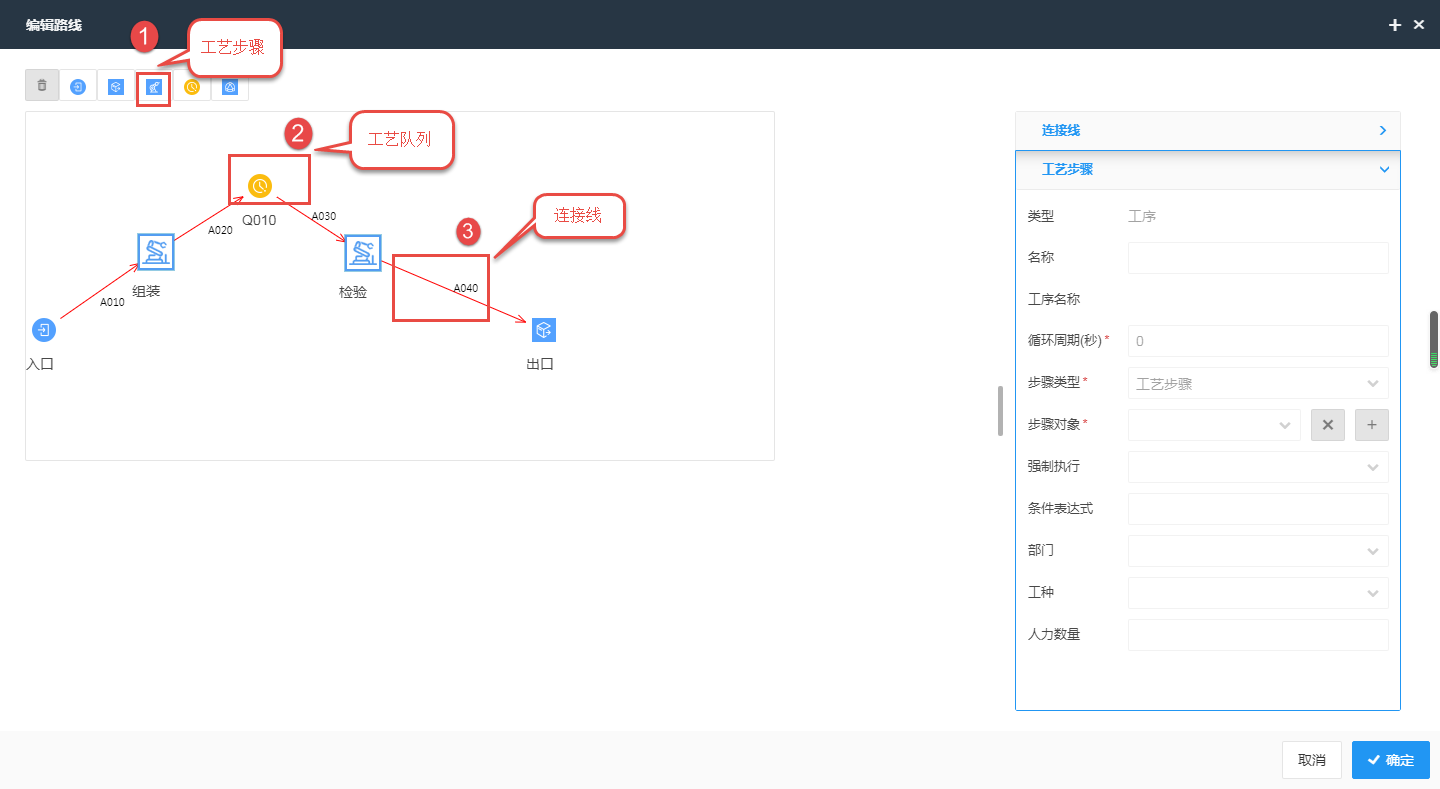 编辑路线
1
工艺步骤
2
工艺队列
Q010
A030
A020
3
连接线
组装
检验
A040
A010
入口
出口
连接线
工艺步骤
类型 工序
名称
工序名称
循环周期(秒)* 0
步骤类型* 工艺步骤
步骤对象*
强制执行
条件表达式
部门
工种
人力数量
取消
确定